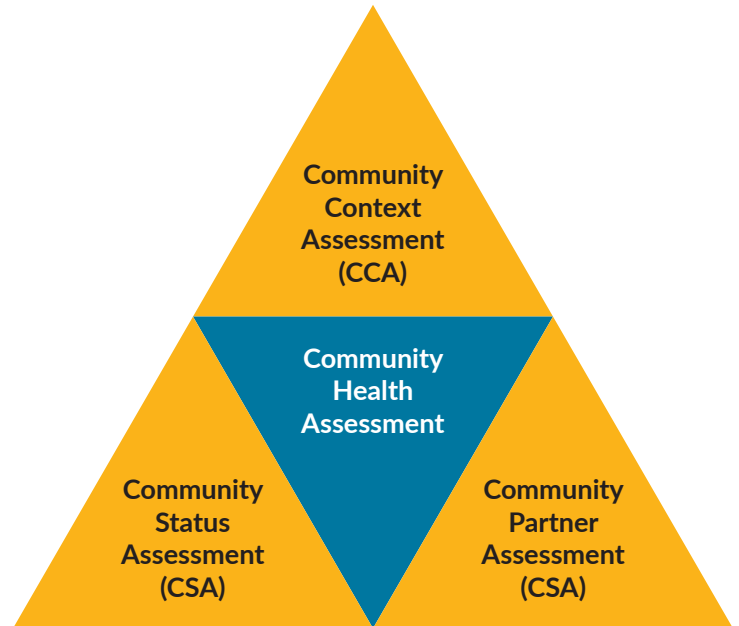 Community
Context
Assessment
(CCA)
Community
Health
Assessment
Community
Status
Assessment
(CSA)
Community
Partner
Assessment
(CSA)